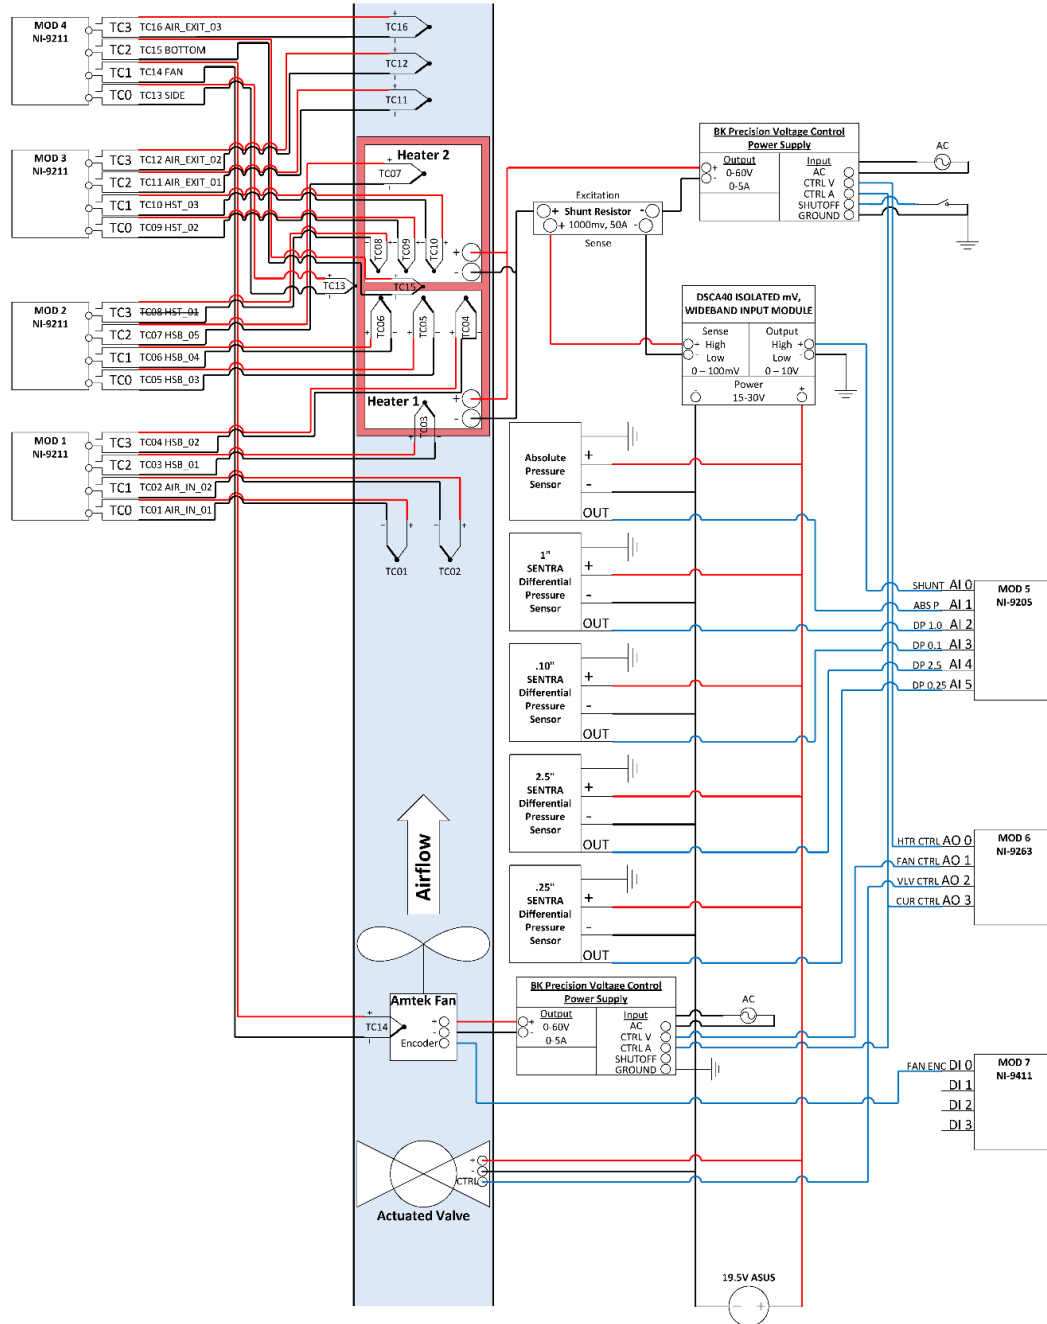 MOD 4
NI-9211
TC3 TC16 AIR_EXIT_03
TC2 TC15 BOTTOM
TC1 TC14 FAN
TC0 TC13 SIDE
MOD 3
NI-9211
TC3 TC12 AIR_EXIT_02
TC2 TC11 AIR_EXIT_01
TC1 TC10 HST_03
TC0 TC09 HST_02
MOD 2
NI-9211
TC3 TC08 HST_01
TC2 TC07 HSB_05
TC1 TC06 HSB_04
TC0 TC05 HSB_03
MOD 1
NI-9211
TC3 TC04 HSB_02
TC2 TC03 HSB_01
TC1 TC02 AIR_IN_02
TC0 TC01 AIR_IN_01
+
TC16
-
+
TC12
-
+
TC11
-
Heater 2
+
TC07
-
TC08
TC09
TC10
+
-
+
TC13
-
+
TC15
-
TC06
TC05
TC04
Heater 1
+
-
TC03
TC01
TC02
Airflow
Amtek Fan
+
TC14
-
+
-
Encoder
+
-
CTRL
Actuated Valve
BK Precision Voltage Control
Power Supply
Output
0-60V
0-5A
+
-
Input
AC
CTRL V
CTRL A
SHUTOFF
GROUND
AC
Excitation
+ Shunt Resistor -
+ 1000mv, 50A -
Sense
DSCA40 ISOLATED mV,
WIDEBAND INPUT MODULE
Sense
High +
Low -
0 – 100mV
Output
High +
Low -
0 – 10V
Power
15-30V
- +
Absolute
Pressure
Sensor
+
-
OUT
1"
SENTRA
Differential
Pressure
Sensor
+
-
OUT
.10"
SENTRA
Differential
Pressure
Sensor
+
-
OUT
2.5"
SENTRA
Differential
Pressure
Sensor
+
-
OUT
.25"
SENTRA
Differential
Pressure
Sensor
+
-
OUT
BK Precision Voltage Control
Power Supply
Output
0-60V
0-5A
+
-
Input
AC
CTRL V
CTRL A
SHUTOFF
GROUND
AC
MOD 5
NI-9205
SHUNT AI 0
ABS P AI 1
DP 1.0 AI 2
DP 0.1 AI 3
DP 2.5 AI 4
DP 0.25 AI 5
MOD 6
NI-9263
HTR CTRL AO 0
FAN CTRL AO 1
VLV CTRL AO 2
CUR CTRL AO 3
MOD 7
NI-9411
FAN ENC DI 0
DI 1
DI 2
DI 3
19.5V ASUS
- +